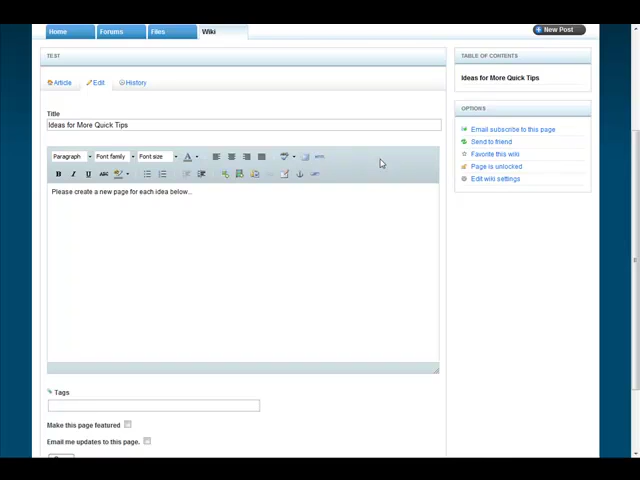 Home Forums Files Wiki New Post
TEST
Article Edit History
Title
Ideas for More Quick Tips
Paragraph Font family Font size A
B I U ABC
Please create a new page for each idea below...
Tags
Make this page featured
Email me updates to this page.
TABLE OF CONTENTS
Ideas for More Quick Tips
OPTIONS
Email subscribe to this page
Send to friend
Favorite this wiki
Page is unlocked
Edit wiki settings